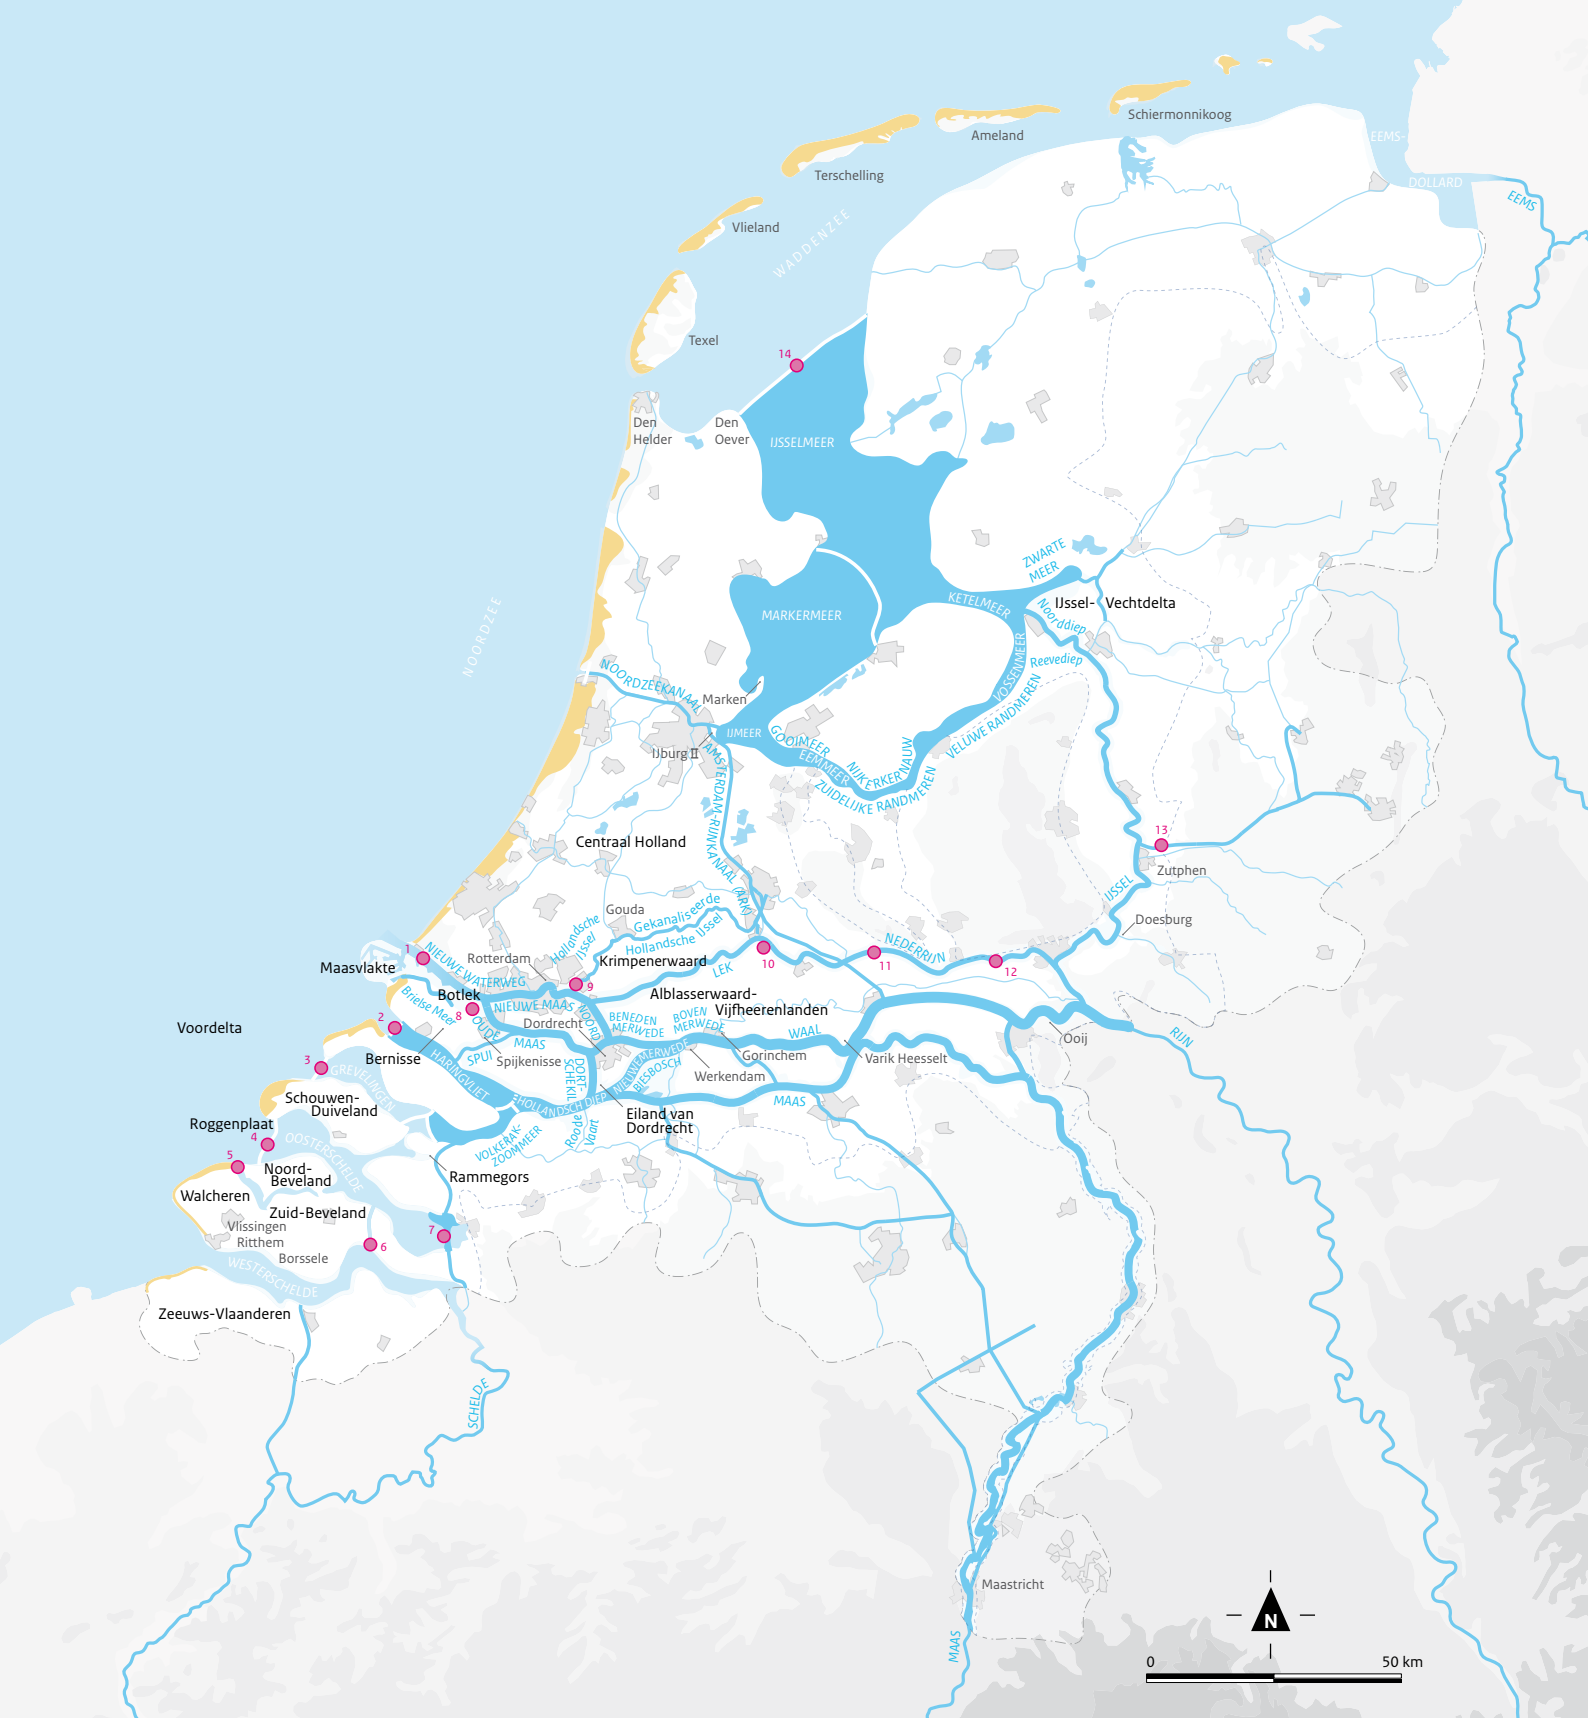 Schiermonnikoog
Ameland
EEMS-
DOLLARD
EEMS
Terschelling
Vlieland
WADDENZEE
Texel
14
Den
Helder
Den
Oever
IJSSELMEER
NOORDZEE
ZWARTE
MEER
MARKERMEER
KETELMEER
IJssel- Vechtdelta
Noorddiep
Reevediep
VOSSENMEER
VELUWE RANDMEREN
NOORDZEEKANAAL
Marken
IJMEER
IJburg II
GOOIMEER
EEMMEER
NIJKERKERNAUW
ZUIDELIJKE RANDMEREN
AMSTERDAM-RIJNKANAAL (ARK)
13
Zutphen
Centraal Holland
IJSSEL
Doesburg
Gouda
Gekanaliseerde
Hollandsche IJssel
Hollandsche
IJssel
1
NIEUWE WATERWEG
Rotterdam
Krimpenerwaard
NEDERRIJN
10
11
12
LEK
Maasvlakte
Brielse Meer
Botlek
8
9
NIEUWE MAAS
NOORD
Alblasserwaard-
Vijfheerenlanden
BENEDEN
MERWEDE
BOVEN
MERWEDE
WAAL
Voordelta
2
OUDE
MAAS
Dordrecht
Ooij
RIJN
Bernisse
SPUI
Spijkenisse
NIEUWE MERWEDE
BIESBOSCH
Gorinchem
Werkendam
Varik Heesselt
3
GREVELINGEN
HARINGVLIET
DORT-
SCHE KIL
HOLLANDSCH DIEP
MAAS
Schouwen-
Duiveland
Eiland van
Dordrecht
Roode
Vaart
Roggenplaat
4
OOSTERSCHELDE
VOLKERAK-
ZOOMMEER
5
Noord-
Beveland
Rammegors
Walcheren
Zuid-Beveland
Vlissingen
Ritthem
6
7
Borssele
WESTERSCHELDE
Zeeuws-Vlaanderen
SCHELDE
Maastricht
MAAS
N
0
50 km